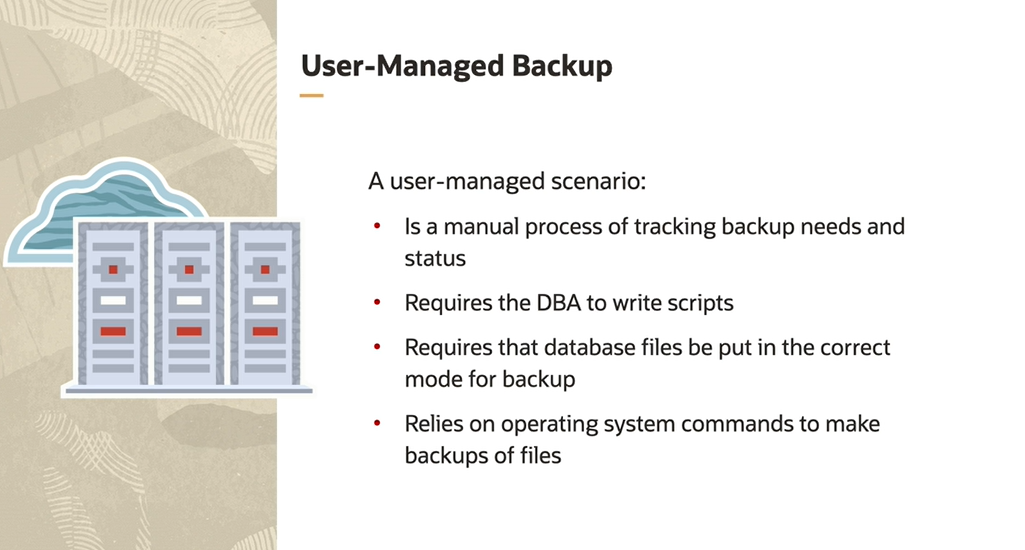 User-Managed Backup
A user-managed scenario:
• Is a manual process of tracking backup needs and
status
• Requires the DBA to write scripts
• Requires that database files be put in the correct
mode for backup
• Relies on operating system commands to make
backups of files